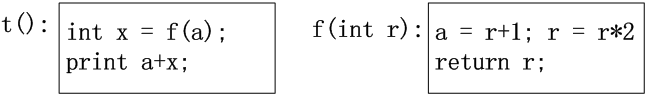 t(): int x = f(a); f(int r): a = r+1; r = r*2
print a+x; return r;